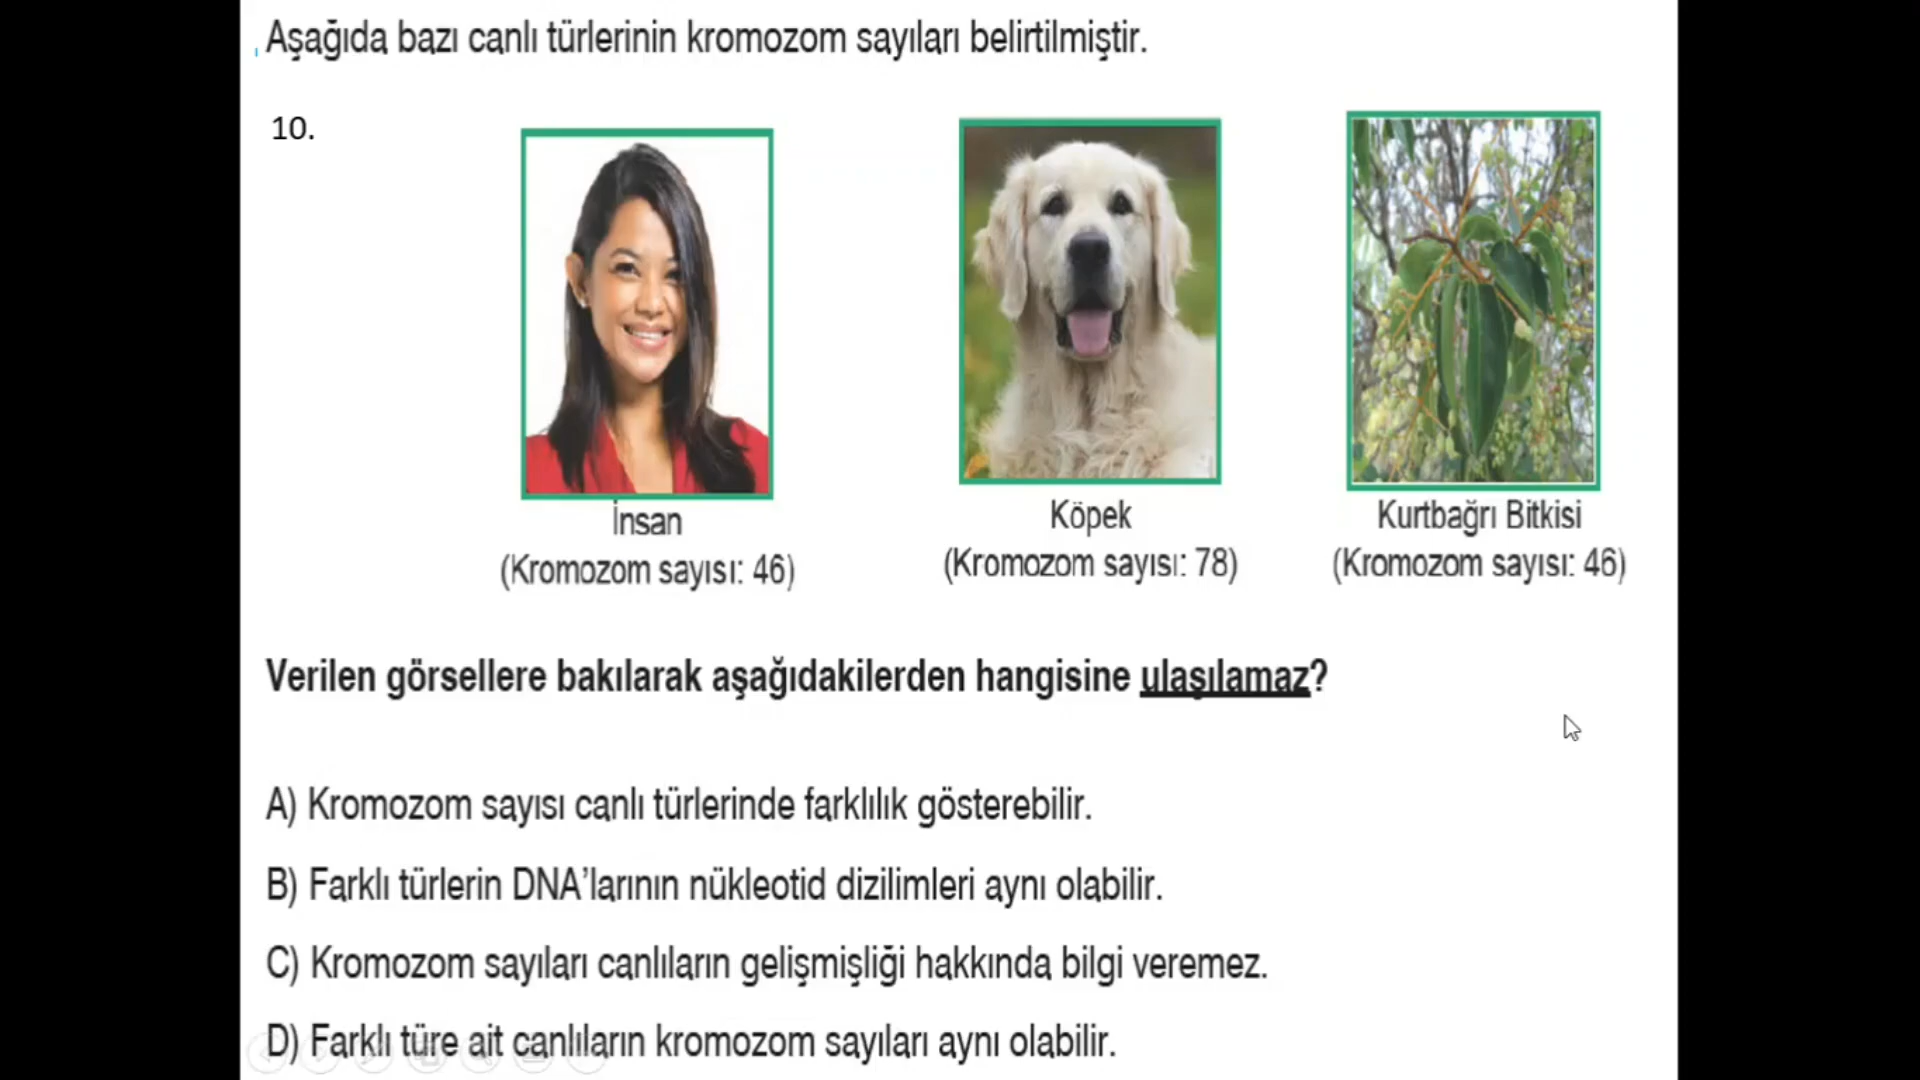 Aşağıda bazı canlı türlerinin kromozom sayıları belirtilmiştir.
10.
İnsan
(Kromozom sayısı: 46)
Köpek
(Kromozom sayısı: 78)
Kurtbağrı Bitkisi
(Kromozom sayısı: 46)
Verilen görsellere bakılarak aşağıdakilerden hangisine ulaşılamaz?
A) Kromozom sayısı canlı türlerinde farklılık gösterebilir.
B) Farklı türlerin DNA’larının nükleotid dizilimleri aynı olabilir.
C) Kromozom sayıları canlıların gelişmişliği hakkında bilgi veremez.
D) Farklı türe ait canlıların kromozom sayıları aynı olabilir.